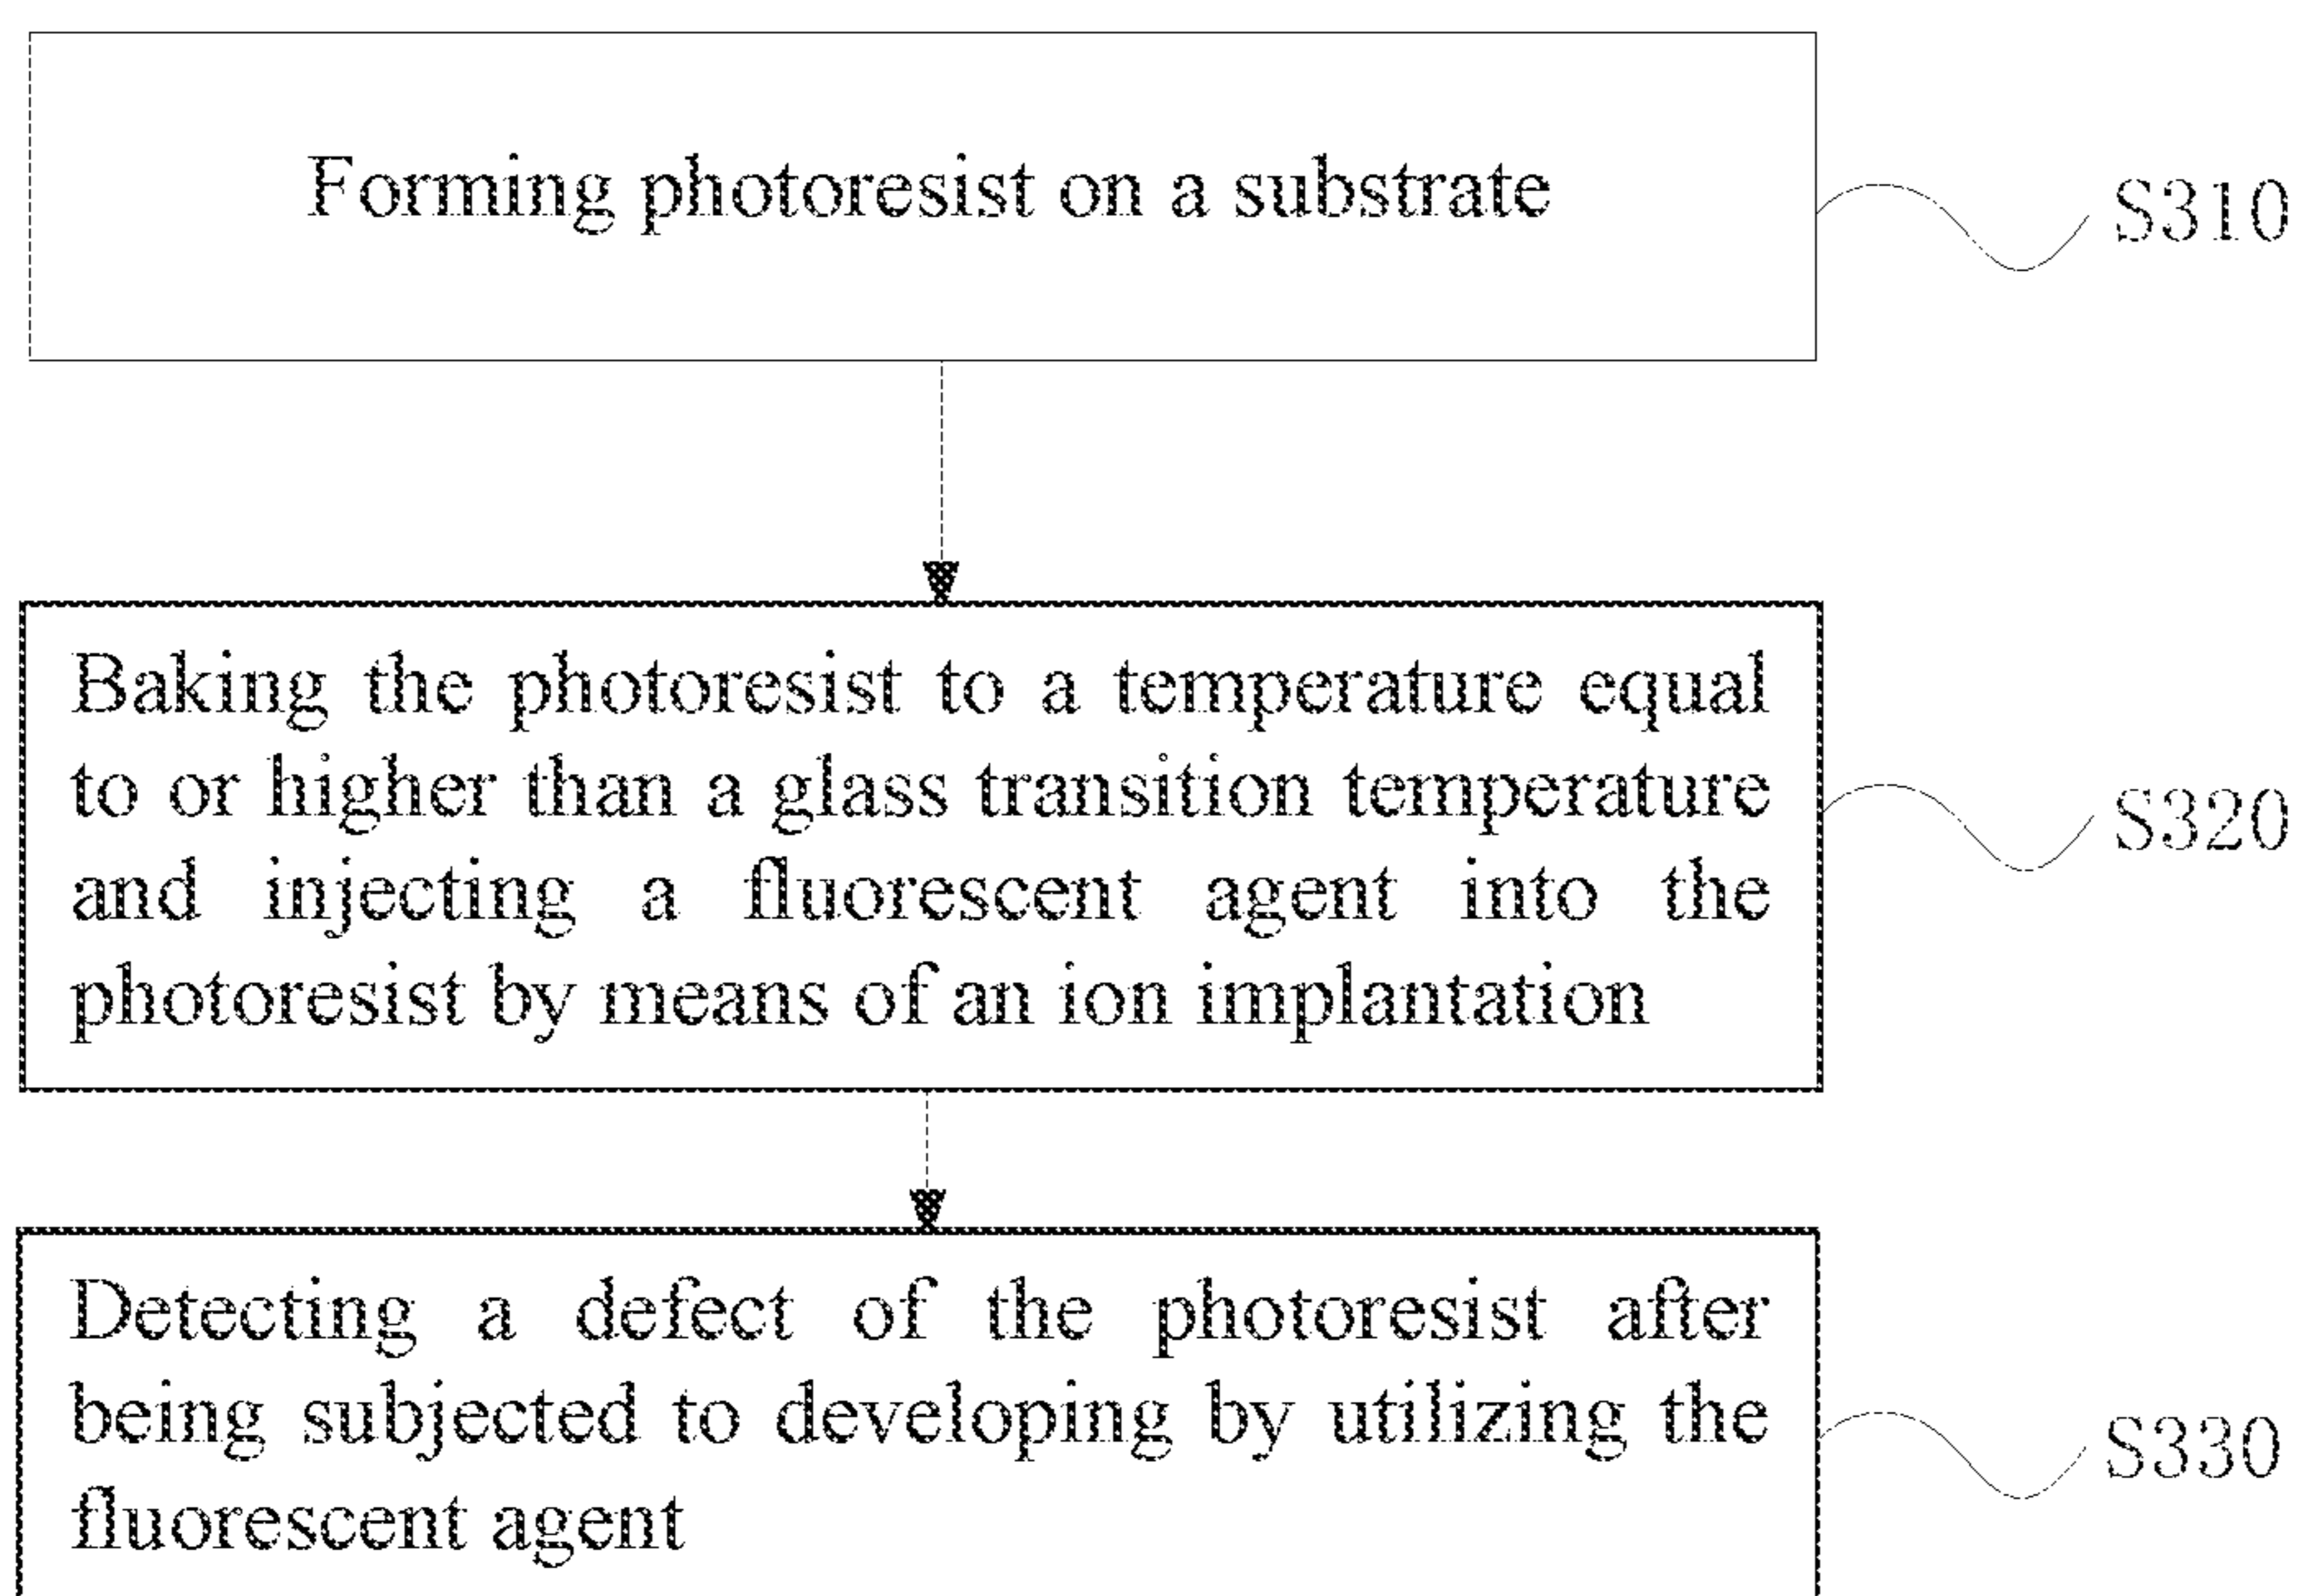 Forming photoresist on a substrate
S310
Baking the photoresist to a temperature equal
to or higher than a glass transition temperature
and injecting a fluorescent agent into the
photoresist by means of an ion implantation
S320
Detecting a defect of the photoresist after
being subjected to developing by utilizing the
fluorescent agent
S330